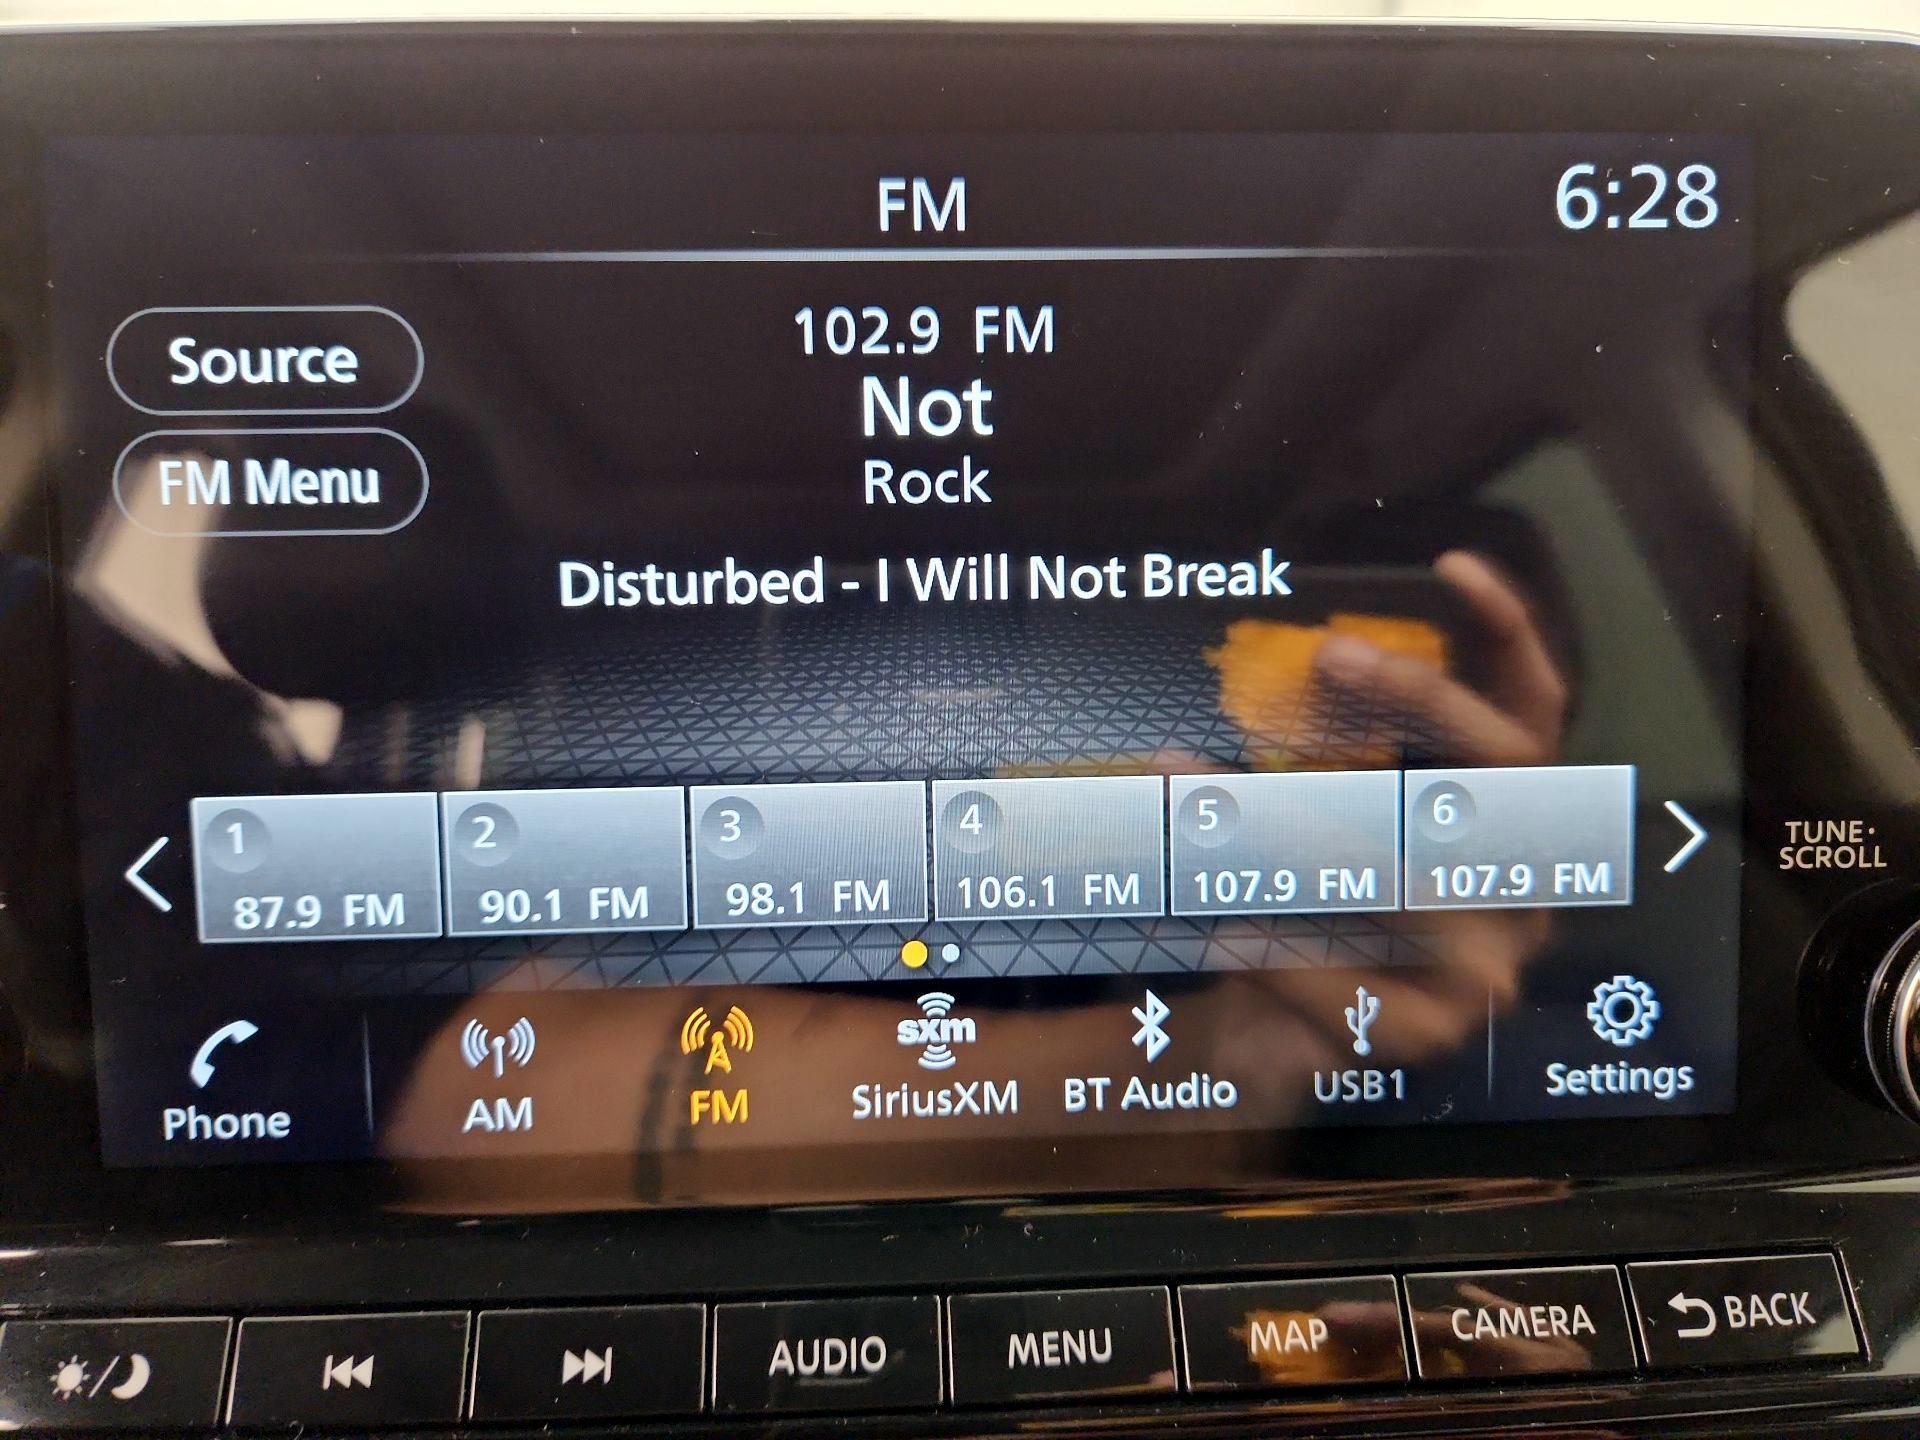 FM
6:28
Source
102.9 FM
Not
FM Menu
Rock
Disturbed - I Will Not Break
1
87.9 FM
2
90.1 FM
3
98.1 FM
4
106.1 FM
5
107.9 FM
6
107.9 FM
TUNE·
SCROLL
Phone
AM
FM
sxm
SiriusXM
BT Audio
USB1
Settings
AUDIO
MENU
MAP
CAMERA
BACK